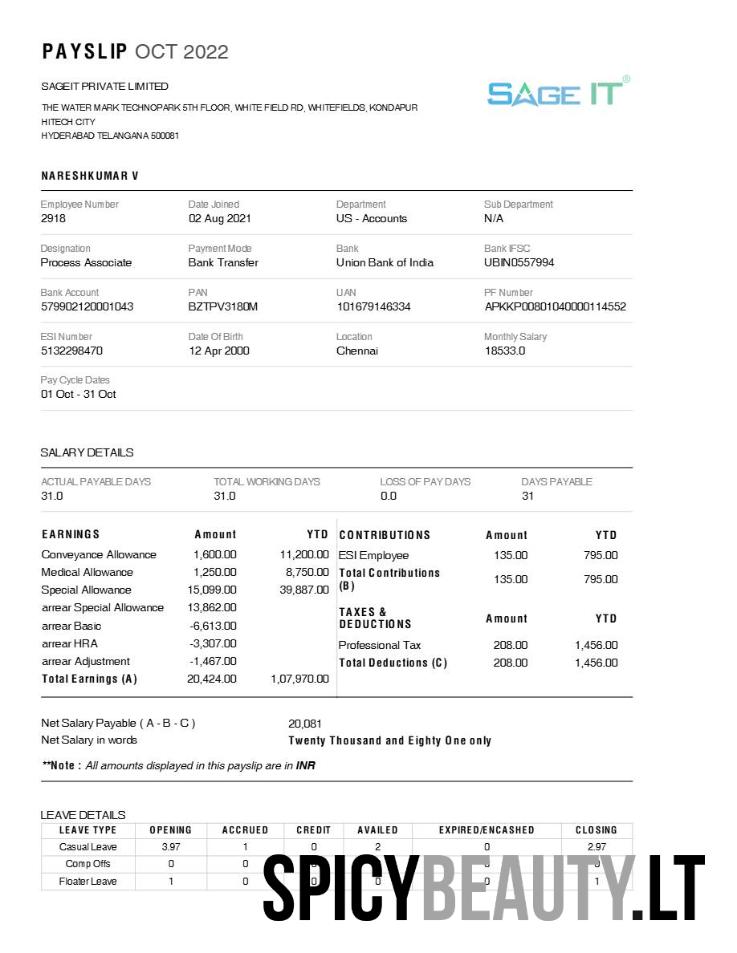 PAYSLIP OCT 2022
SAGEIT PRIVATE LIMITED
THE WATER MARK TECHNOPARK 5TH FLOOR, WHITE FIELD RD, WHITEFIELDS, KONDAPUR
HITECH CITY
HYDERABAD TELANGANA 500081
SAGE IT®
NARESHKUMAR V
Employee Number Date Joined Department Sub Department
2918 02 Aug 2021 US - Accounts N/A
Designation Payment Mode Bank Bank IFSC
Process Associate Bank Transfer Union Bank of India UBIN0557994
Bank Account PAN UAN PF Number
579902120001043 BZTPV3180M 101679146334 APKKP00801040000114552
ESI Number Date Of Birth Location Monthly Salary
5132298470 12 Apr 2000 Chennai 18533.0
Pay Cycle Dates
01 Oct - 31 Oct
SALARY DETAILS
ACTUAL PAYABLE DAYS TOTAL WORKING DAYS LOSS OF PAY DAYS DAYS PAYABLE
31.0 31.0 0.0 31
EARNINGS Amount YTD
Conveyance Allowance 1,600.00 11,200.00
Medical Allowance 1,250.00 8,750.00
Special Allowance 15,099.00 39,887.00
arrear Special Allowance 13,862.00
arrear Basic -6,613.00
arrear HRA -3,307.00
arrear Adjustment -1,467.00
Total Earnings (A) 20,424.00 1,07,970.00
CONTRIBUTIONS Amount YTD
ESI Employee 135.00 795.00
Total Contributions
(B) 135.00 795.00
TAXES &
DEDUCTIONS Amount YTD
Professional Tax 208.00 1,456.00
Total Deductions (C) 208.00 1,456.00
Net Salary Payable ( A - B - C ) 20,081
Net Salary in words Twenty Thousand and Eighty One only
**Note : All amounts displayed in this payslip are in INR
LEAVE DETAILS
LEAVE TYPE OPENING ACCRUED CREDIT AVAILED EXPIRED/ENCASHED CLOSING
Casual Leave 3.97 1 0 2 0 2.97
Comp Offs 0 0 0 0 0
Floater Leave 1 0 0 0 0 1
SPICYBEAUTY.LT